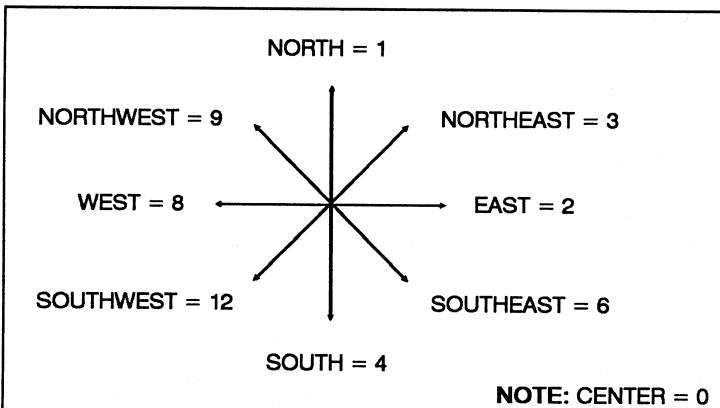 NORTH = 1
NORTHWEST = 9
NORTHEAST = 3
WEST = 8
EAST = 2
SOUTHWEST = 12
SOUTHEAST = 6
SOUTH = 4
NOTE: CENTER = 0